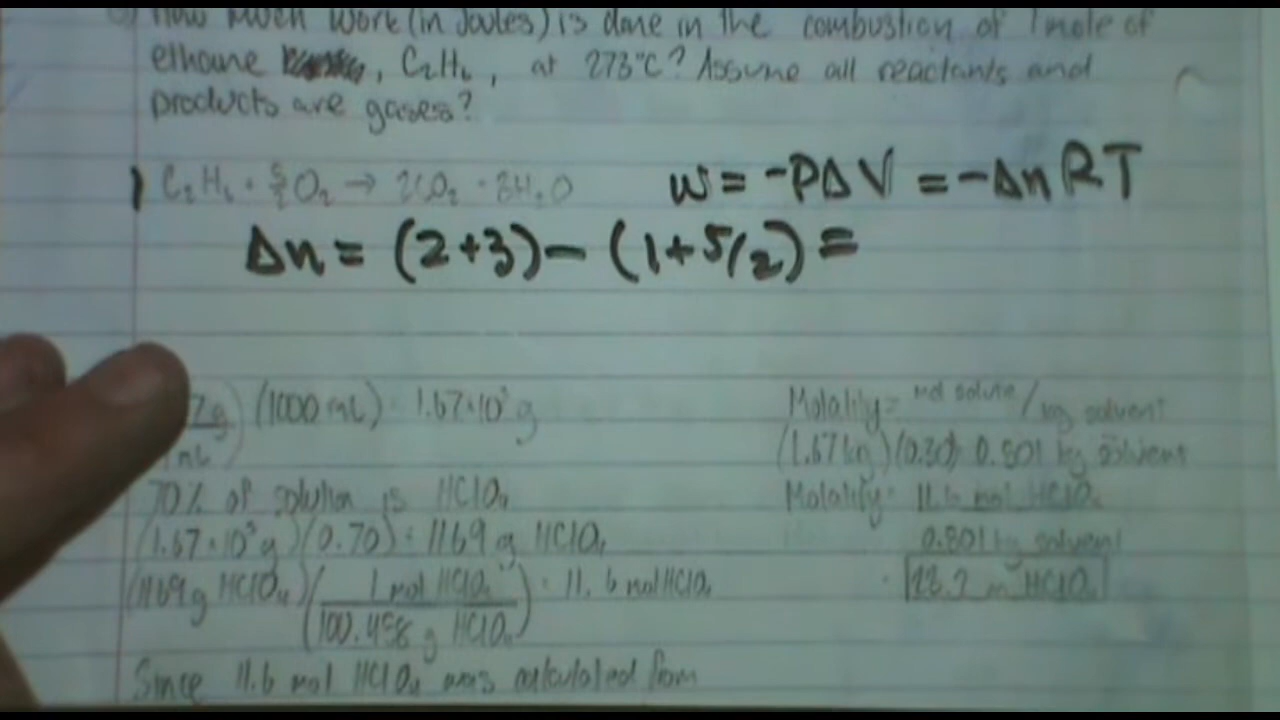 How much work (in Joules) is done in the combustion of 1 mole of
ethane, C₂H₆, at 273°C? Assume all reactants and
products are gases?
1 C₂H₆ + 5/2 O₂ → 2CO₂ + 3H₂O
w = -PΔV = -ΔnRT
Δn = (2+3) - (1+5/2) =
(1000 mL) = 1.67×10³ g
mL
70% of solution is HClO₄
(1.67×10³ g)(0.70) = 1169 g HClO₄
(1169 g HClO₄)(1 mol HClO₄/100.458 g HClO₄) = 11.6 mol HClO₄
Since 11.6 mol HClO₄ was calculated from
Molality = mol solute / kg solvent
(1.67 kg)(0.30) = 0.501 kg solvent
Molality = 11.6 mol HClO₄
0.501 kg solvent
m HClO₄